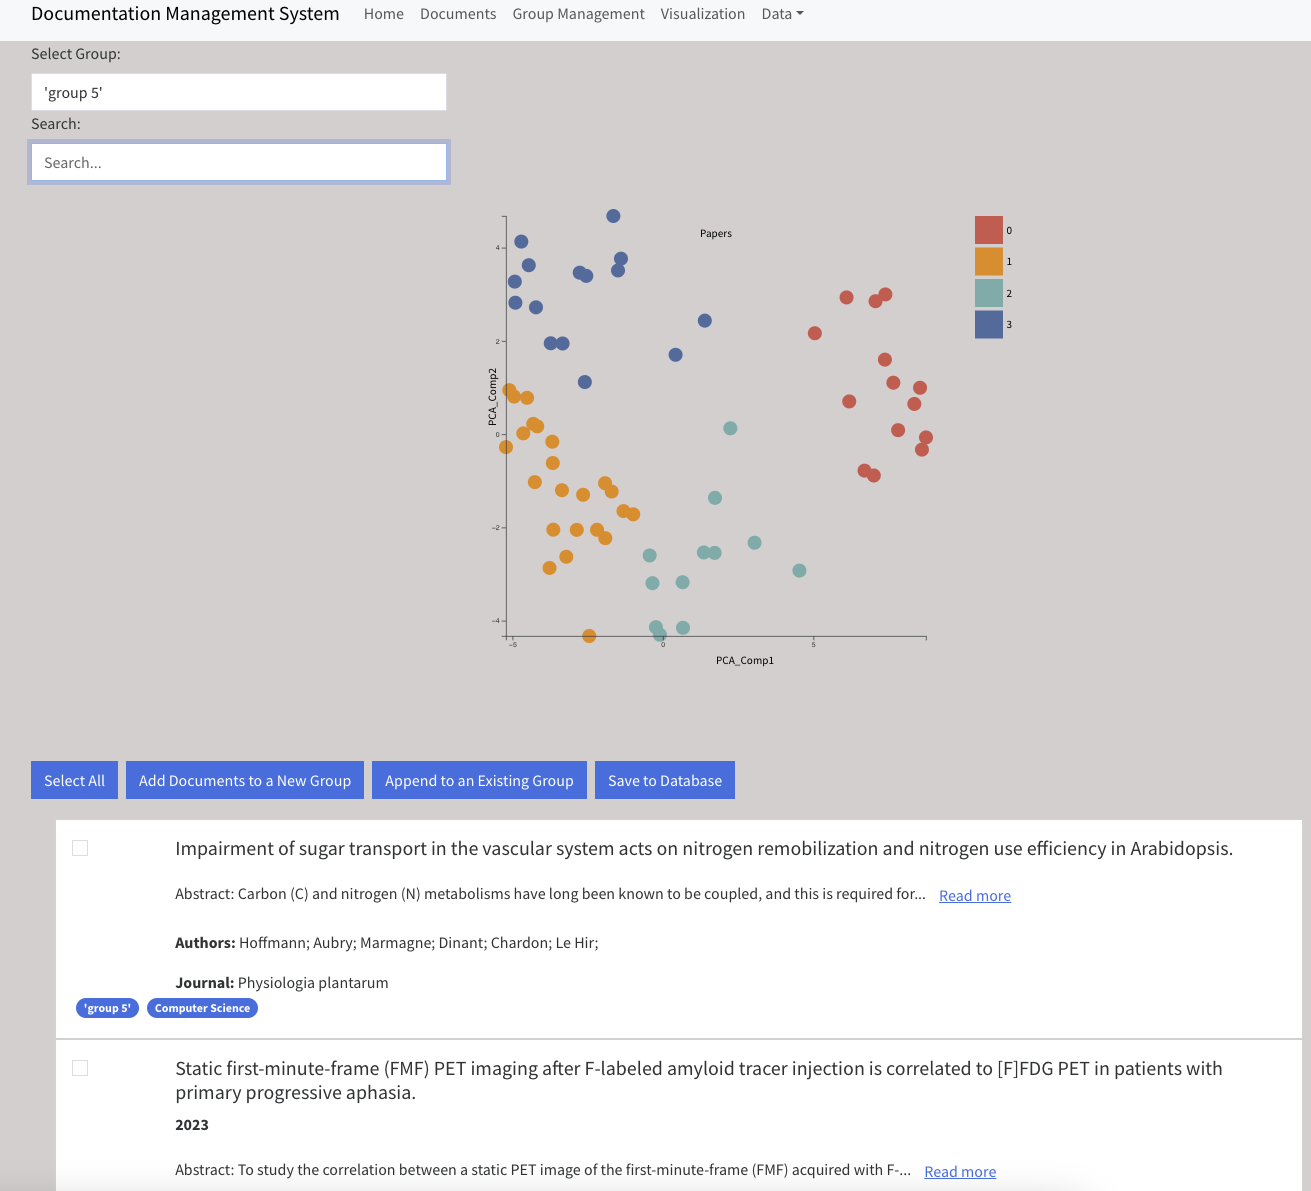 Documentation Management System Home Documents Group Management Visualization Data
Select Group:
'group 5'
Search:
Search...
Papers
0
1
2
3
4
2
0
−2
−4
PCA_Comp2
−5 0 5
PCA_Comp1
Select All Add Documents to a New Group Append to an Existing Group Save to Database
Impairment of sugar transport in the vascular system acts on nitrogen remobilization and nitrogen use efficiency in Arabidopsis.
Abstract: Carbon (C) and nitrogen (N) metabolisms have long been known to be coupled, and this is required for... Read more
Authors: Hoffmann; Aubry; Marmagne; Dinant; Chardon; Le Hir;
Journal: Physiologia plantarum
'group 5' Computer Science
Static first-minute-frame (FMF) PET imaging after F-labeled amyloid tracer injection is correlated to [F]FDG PET in patients with
primary progressive aphasia.
2023
Abstract: To study the correlation between a static PET image of the first-minute-frame (FMF) acquired with F-... Read more